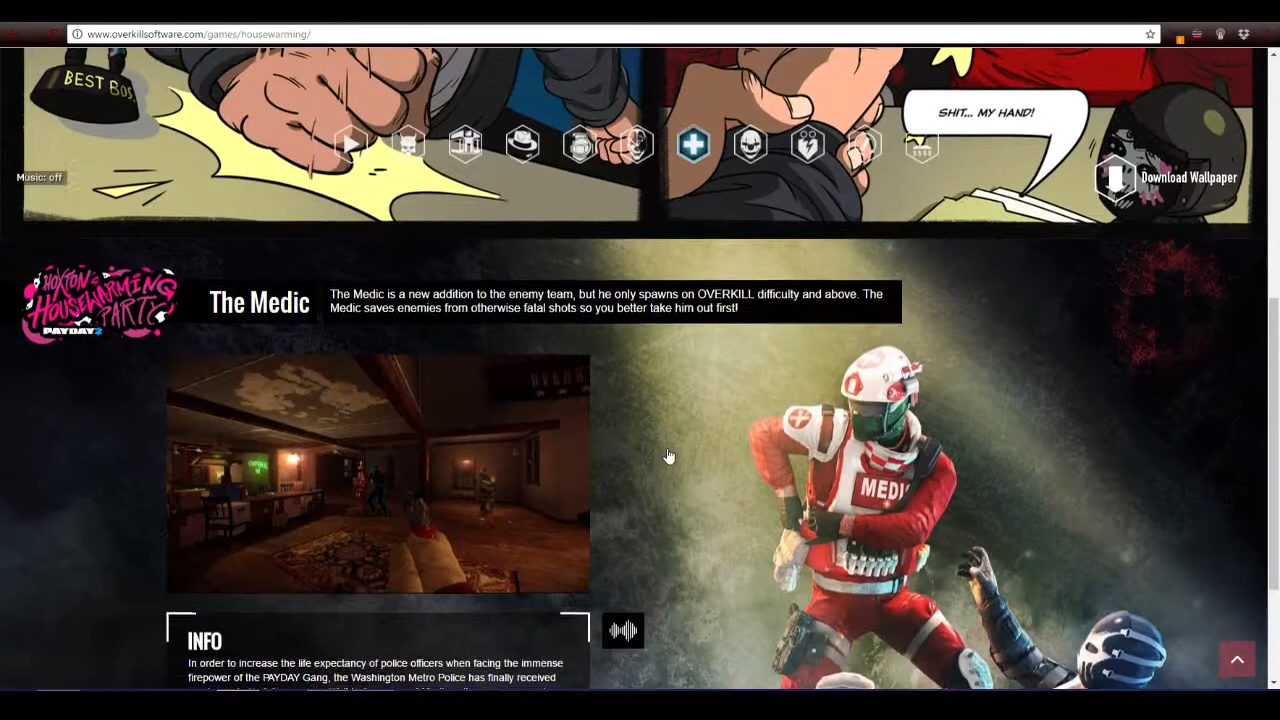 www.overkillsoftware.com/games/housewarming/
BEST BOS
SHIT... MY HAND!
Music: off
Download Wallpaper
HOXTON'S
HOUSEWARMING
PARTY
PAYDAY 2
The Medic
The Medic is a new addition to the enemy team, but he only spawns on OVERKILL difficulty and above. The
Medic saves enemies from otherwise fatal shots so you better take him out first!
OVERK
MEDI
INFO
In order to increase the life expectancy of police officers when facing the immense
firepower of the PAYDAY Gang, the Washington Metro Police has finally received